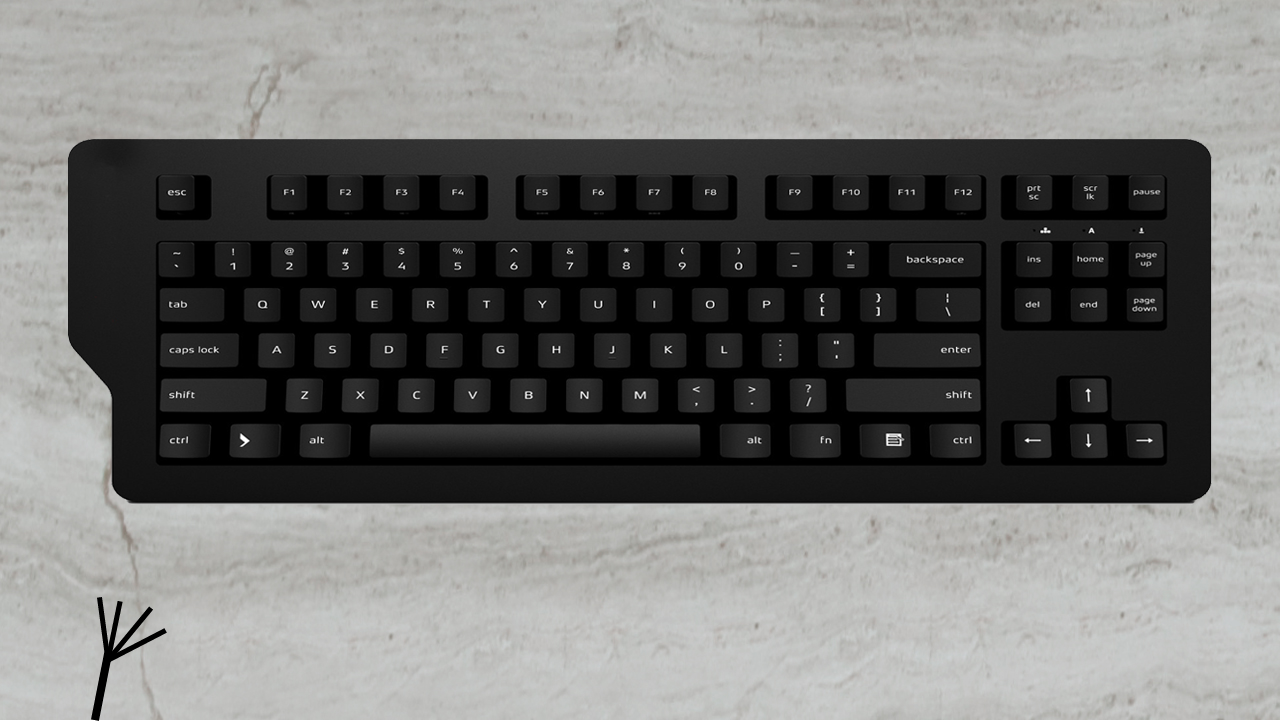 esc F1 F2 F3 F4 F5 F6 F7 F8 F9 F10 F11 F12 prt sc scr lk pause
A
~ ` ! 1 @ 2 # 3 $ 4 % 5 ^ 6 & 7 * 8 ( 9 ) 0 — - + = backspace ins home page up
tab Q W E R T Y U I O P { [ } ] ¦ \ del end page down
caps lock A S D F G H J K L : ; " ' enter
shift Z X C V B N M < , > . ? / shift ↑
ctrl alt alt fn ctrl ← ↓ →